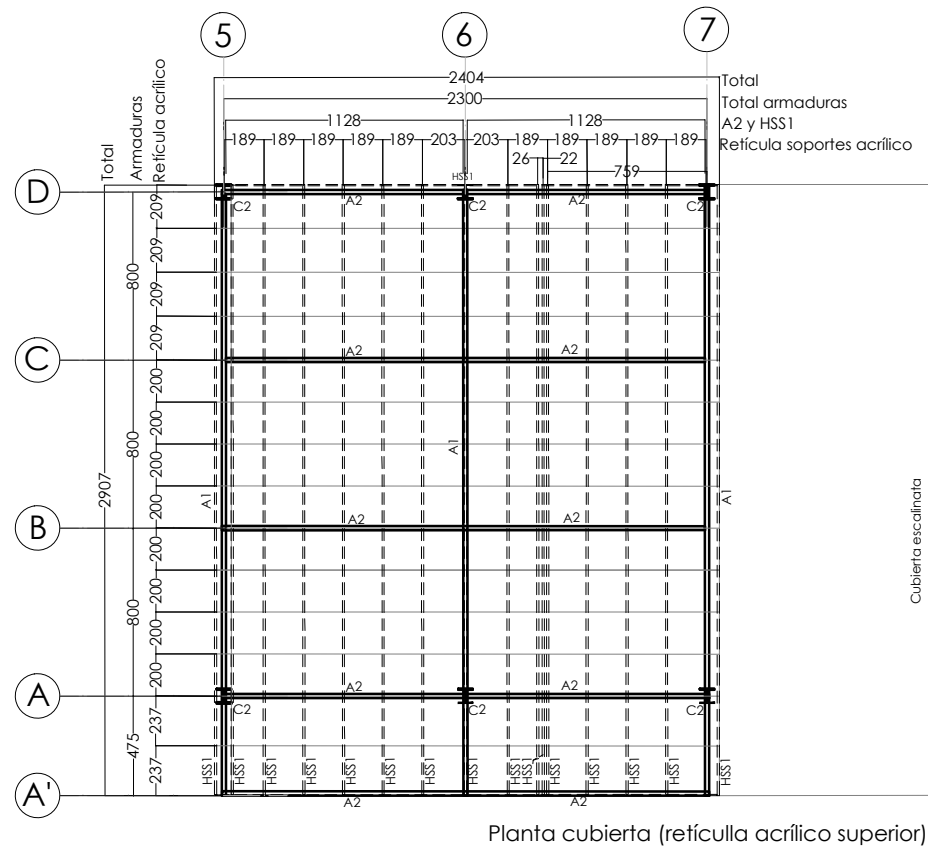 5 6 7
2404 Total
2300 Total armaduras
1128 1128 A2 y HSS1
189 189 189 189 189 203 203 189 189 189 189 189 Retícula soportes acrílico
26 22
759
Total
Armaduras
Retícula acrílico
HSS1
D
A2 A2
C2 C2 C2
209
209
800
209
209
C
A2 A2
200
200
800
A1
200
2907
200
A1 A1
B
A2 A2
200
200
800
200
200
Cubierta escalinata
A
A2 A2
C2 C2 C2
237
475
237
HSS1 HSS1 HSS1 HSS1 HSS1 HSS1 HSS1 HSS1 HSS1 HSS1 HSS1 HSS1 HSS1 HSS1 HSS1
A'
A2 A2
Planta cubierta (retículla acrílico superior)